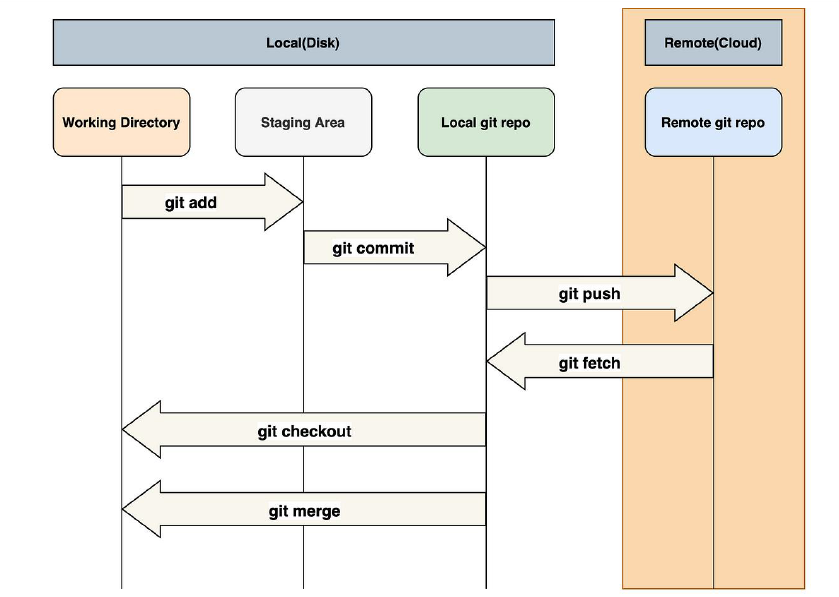 Local(Disk)
Remote(Cloud)
Working Directory
Staging Area
Local git repo
Remote git repo
git add
git commit
git push
git fetch
git checkout
git merge